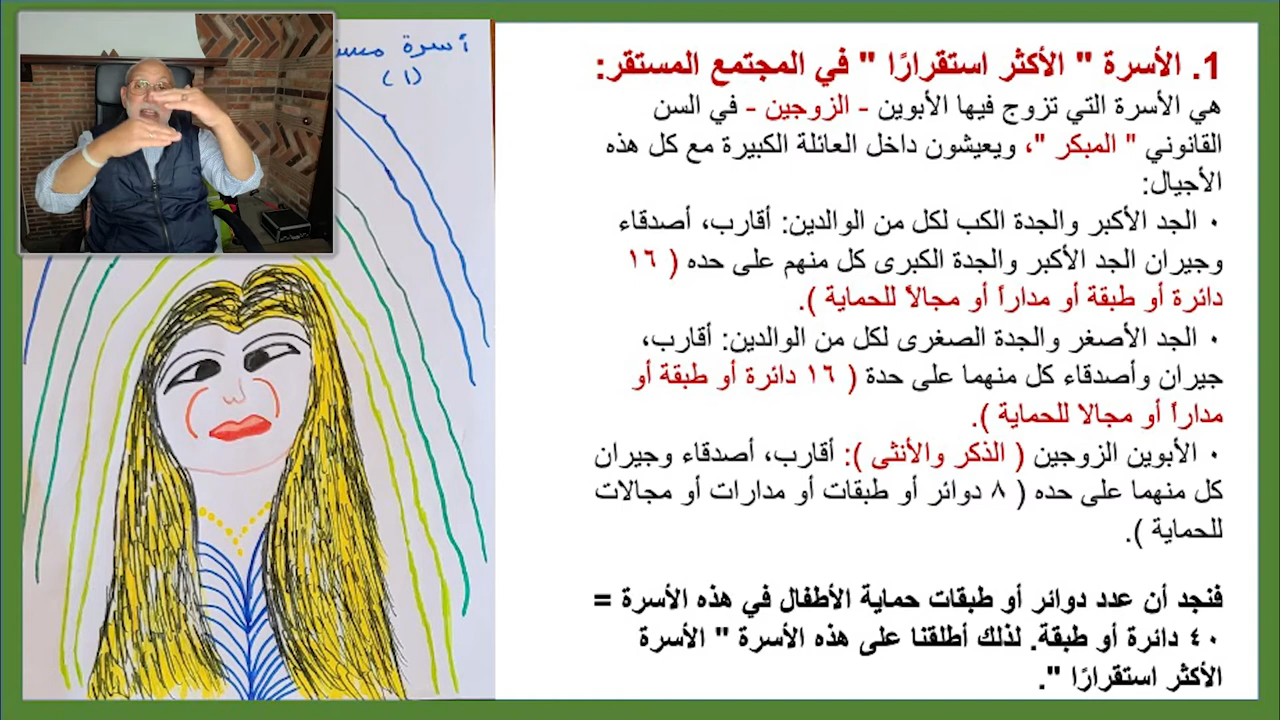 أسرة
(١)
1. الأسرة " الأكثر استقرارًا " في المجتمع المستقر:
هي الأسرة التي تزوج فيها الأبوين - الزوجين - في السن
القانوني " المبكر "، ويعيشون داخل العائلة الكبيرة مع كل هذه
الأجيال:
• الجد الأكبر والجدة الكب لكل من الوالدين: أقارب، أصدقاء
وجيران الجد الأكبر والجدة الكبرى كل منهم على حده ( ١٦
دائرة أو طبقة أو مداراً أو مجالاً للحماية ).
• الجد الأصغر والجدة الصغرى لكل من الوالدين: أقارب،
جيران وأصدقاء كل منهما على حدة ( ١٦ دائرة أو طبقة أو
مداراً أو مجالا للحماية ).
• الأبوين الزوجين ( الذكر والأنثى ): أقارب، أصدقاء وجيران
كل منهما على حده ( ٨ دوائر أو طبقات أو مدارات أو مجالات
للحماية ).
فنجد أن عدد دوائر أو طبقات حماية الأطفال في هذه الأسرة =
٤٠ دائرة أو طبقة. لذلك أطلقنا على هذه الأسرة " الأسرة
الأكثر استقرارًا ".